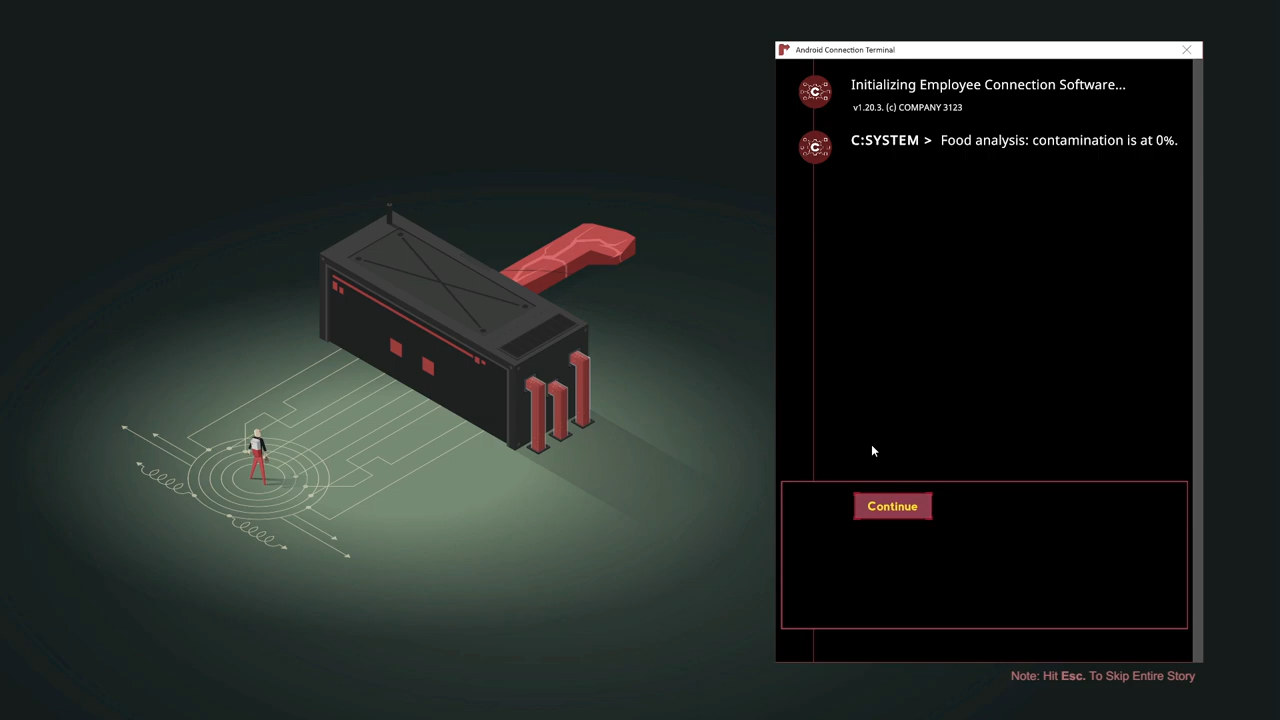 Android Connection Terminal
Initializing Employee Connection Software...
v1.20.3. (c) COMPANY 3123
C:SYSTEM > Food analysis: contamination is at 0%.
Continue
Note: Hit Esc. To Skip Entire Story